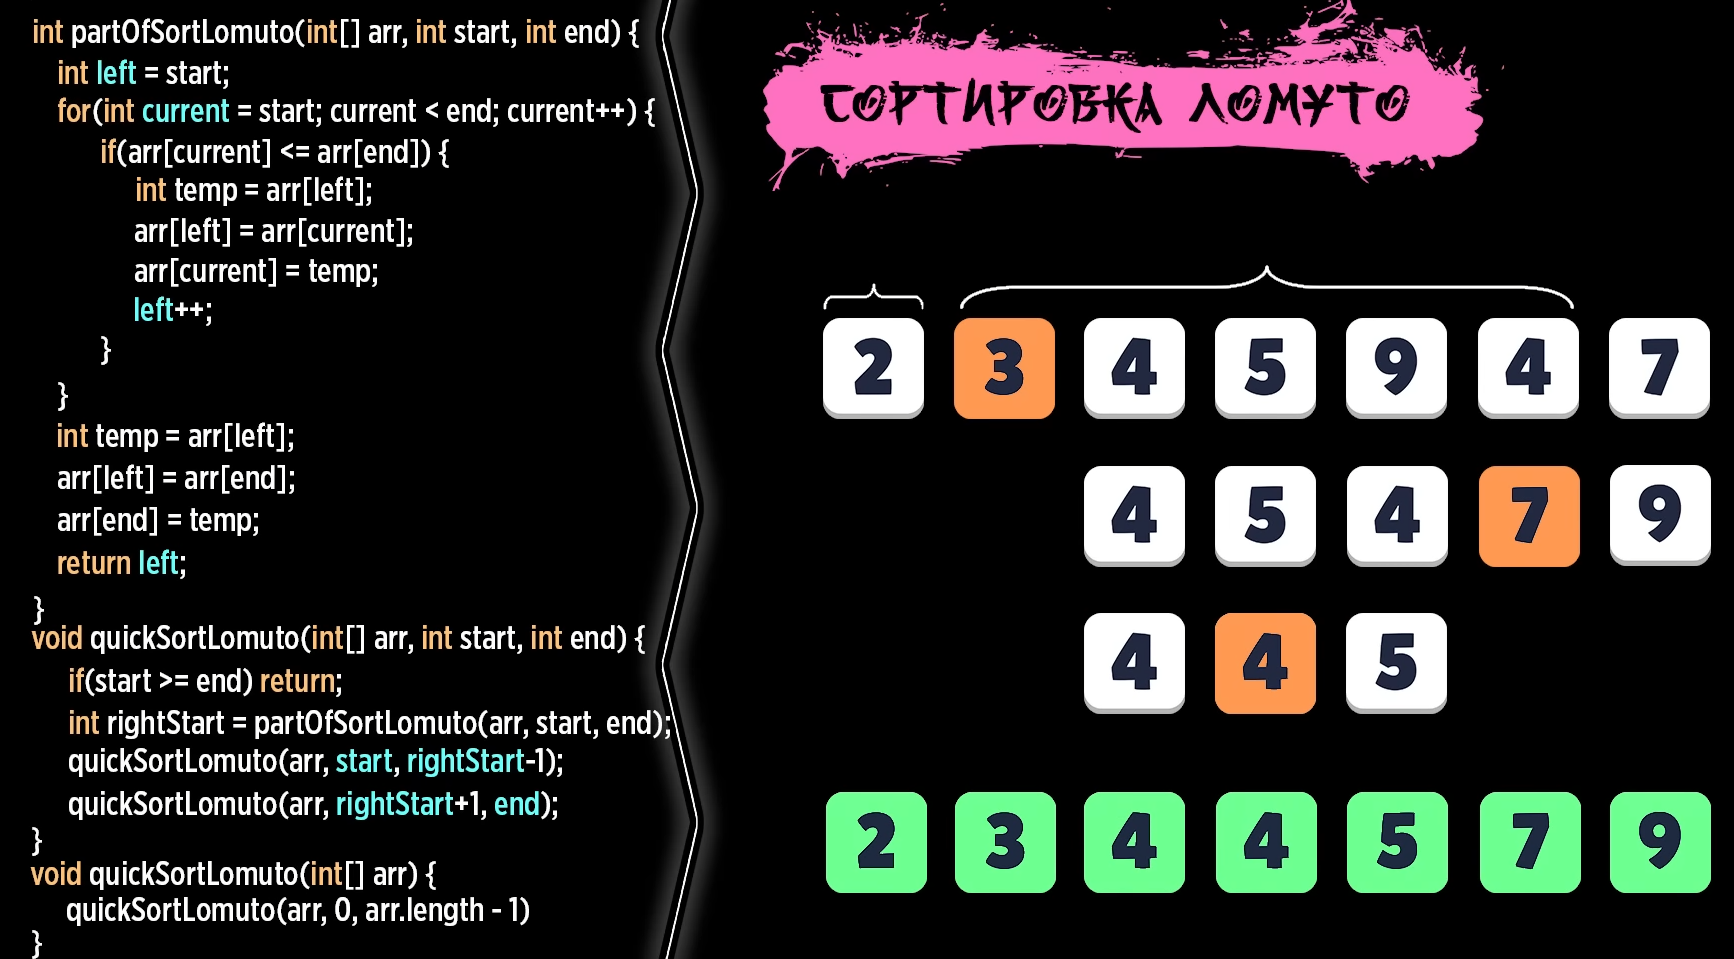 int partOfSortLomuto(int[] arr, int start, int end) {
int left = start;
for(int current = start; current < end; current++) {
if(arr[current] <= arr[end]) {
int temp = arr[left];
arr[left] = arr[current];
arr[current] = temp;
left++;
}
}
int temp = arr[left];
arr[left] = arr[end];
arr[end] = temp;
return left;
}
void quickSortLomuto(int[] arr, int start, int end) {
if(start >= end) return;
int rightStart = partOfSortLomuto(arr, start, end);
quickSortLomuto(arr, start, rightStart-1);
quickSortLomuto(arr, rightStart+1, end);
}
void quickSortLomuto(int[] arr) {
quickSortLomuto(arr, 0, arr.length - 1)
}
СОРТИРОВКА ЛОМУТО
2 3 4 5 9 4 7
4 5 4 7 9
4 4 5
2 3 4 4 5 7 9